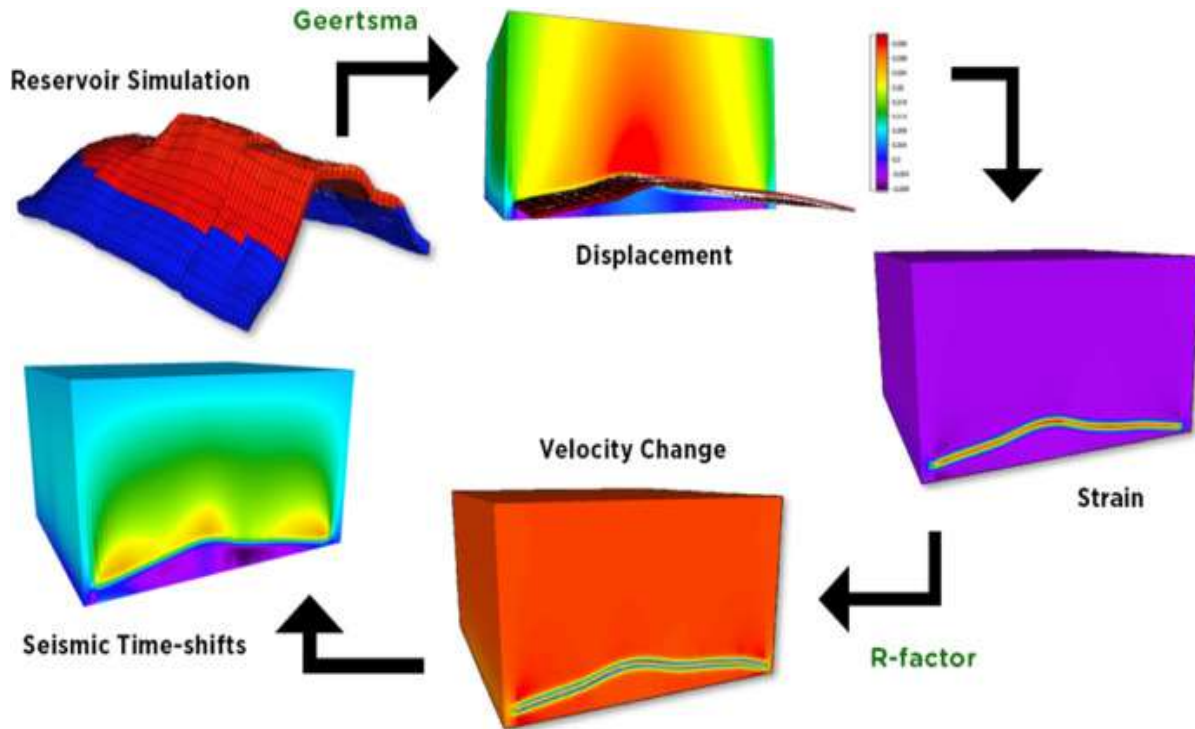 Geertsma
Reservoir Simulation
Displacement
Velocity Change
Strain
Seismic Time-shifts
R-factor